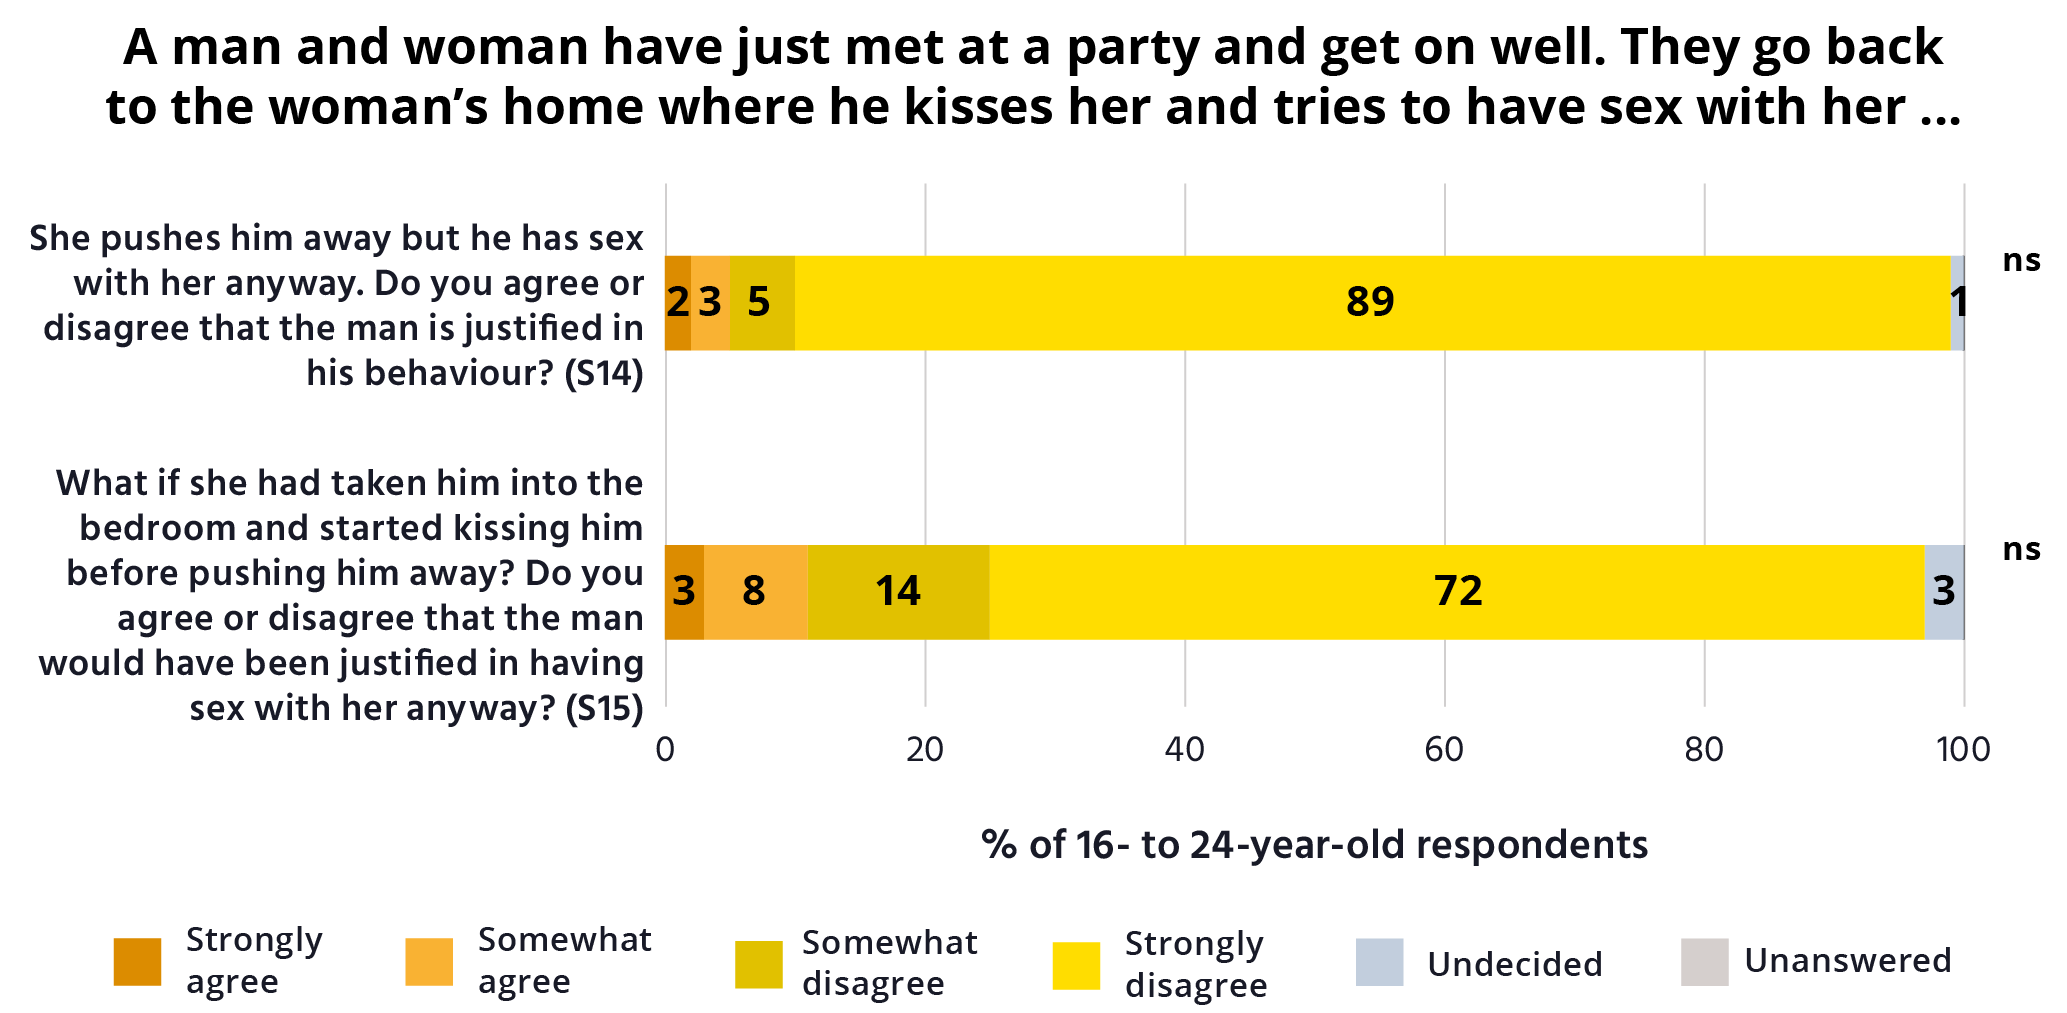 A man and woman have just met at a party and get on well. They go back
to the woman’s home where he kisses her and tries to have sex with her ...
She pushes him away but he has sex
with her anyway. Do you agree or
disagree that the man is justified in
his behaviour? (S14)
2 3 5 89 1
ns
What if she had taken him into the
bedroom and started kissing him
before pushing him away? Do you
agree or disagree that the man
would have been justified in having
sex with her anyway? (S15)
3 8 14 72 3
ns
0 20 40 60 80 100
% of 16- to 24-year-old respondents
Strongly
agree
Somewhat
agree
Somewhat
disagree
Strongly
disagree
Undecided
Unanswered